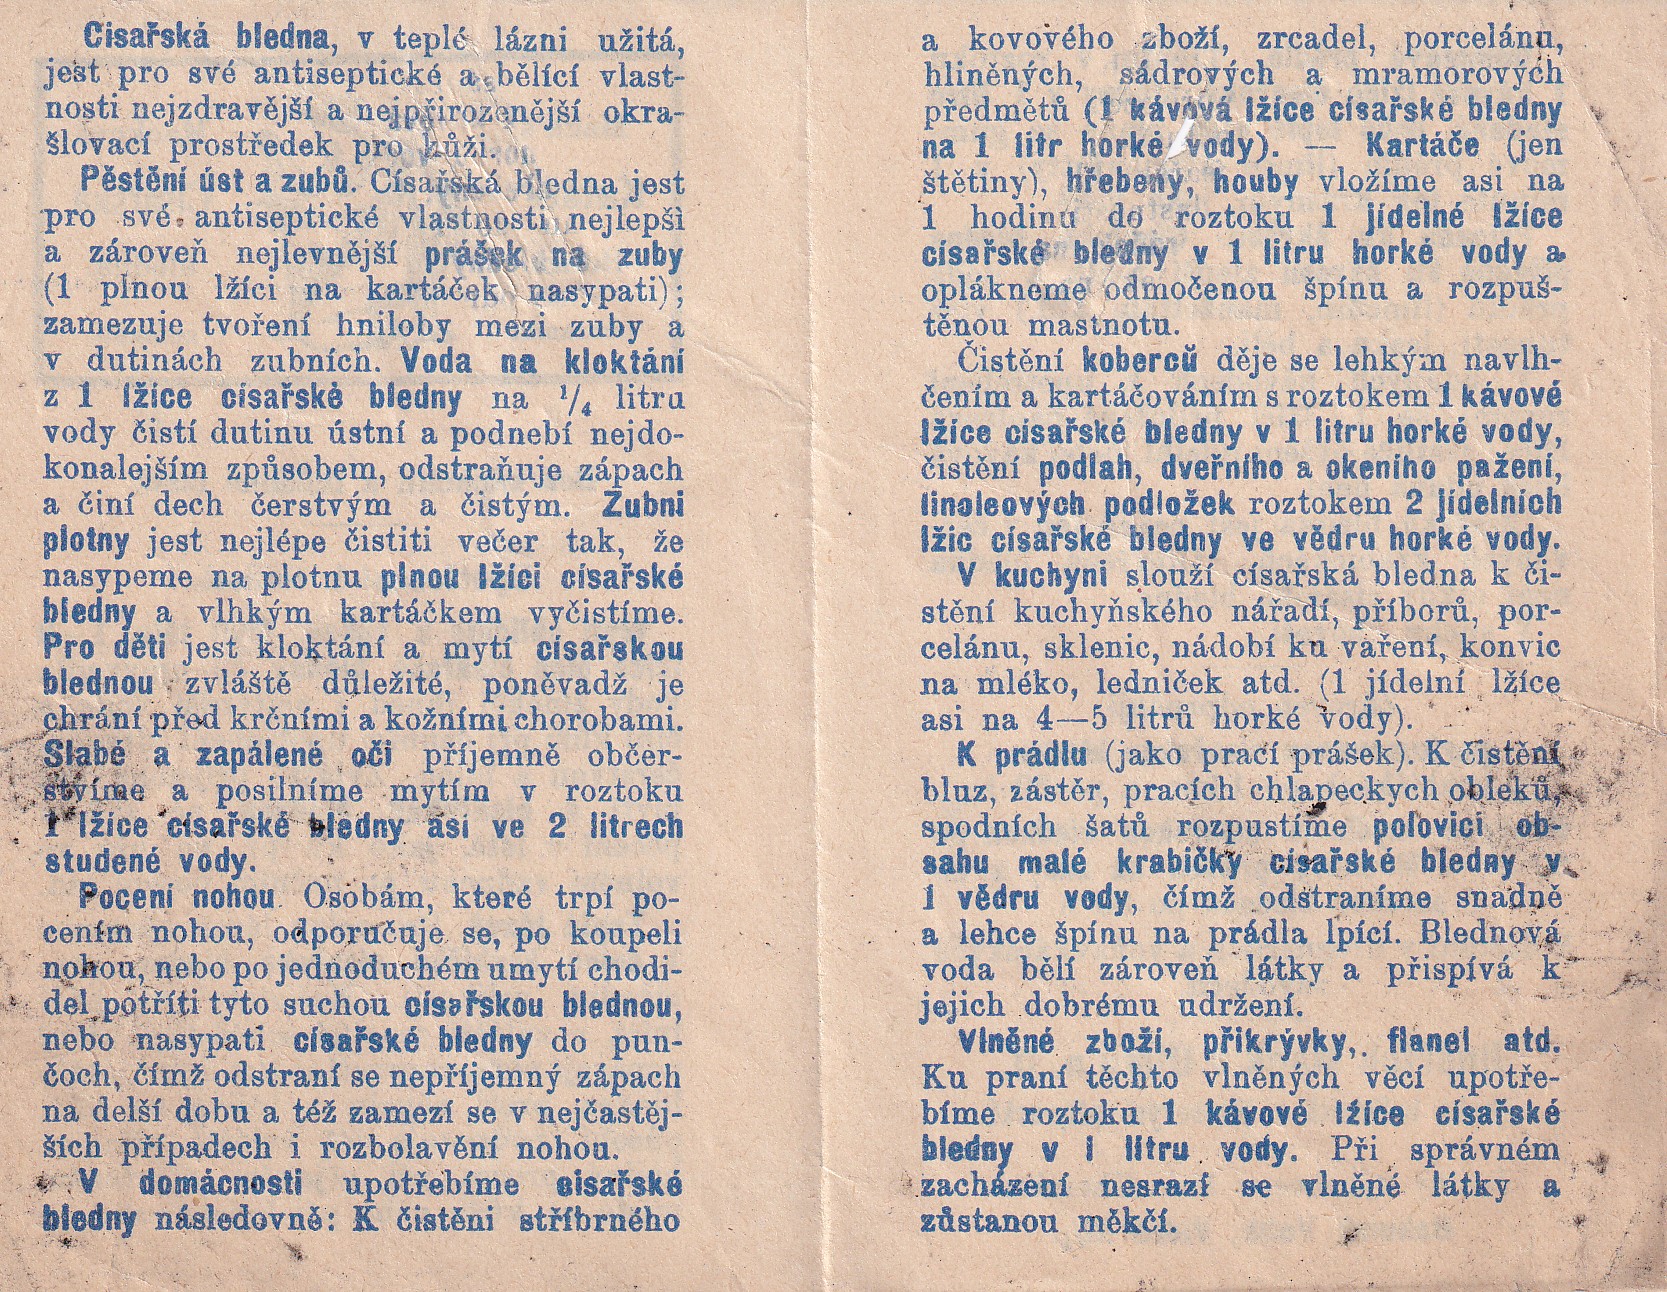 Císařská bledna, v teplé lázni užitá,
jest pro své antiseptické a bělící vlast-
nosti nejzdravější a nejpřirozenější okra-
šlovací prostředek pro kůži.
Pěstění úst a zubů. Císařská bledna jest
pro své antiseptické vlastnosti nejlepší
a zároveň nejlevnější prášek na zuby
(1 plnou lžíci na kartáček nasypati);
zamezuje tvoření hniloby mezi zuby a
v dutinách zubních. Voda na kloktání
z 1 lžíce císařské bledny na 1/4 litru
vody čistí dutinu ústní a podnebí nejdo-
konalejším způsobem, odstraňuje zápach
a činí dech čerstvým a čistým. Zubní
plotny jest nejlépe čistiti večer tak, že
nasypeme na plotnu plnou lžíci císařské
bledny a vlhkým kartáčkem vyčistíme.
Pro děti jest kloktání a mytí císařskou
blednou zvláště důležité, poněvadž je
chrání před krčními a kožními chorobami.
Slabé a zapálené oči příjemně občer-
stvíme a posilníme mytím v roztoku
1 lžíce císařské bledny asi ve 2 litrech
studené vody.
Pocení nohou. Osobám, které trpí po-
cením nohou, odporučuje se, po koupeli
nohou, nebo po jednoduchém umytí chodi-
del potříti tyto suchou císařskou blednou,
nebo nasypati císařské bledny do pun-
čoch, čímž odstraní se nepříjemný zápach
na delší dobu a též zamezí se v nejčastěj-
ších případech i rozbolavění nohou.
V domácnosti upotřebíme cisařské
bledny následovně: K čistěni stříbrného
a kovového zboží, zrcadel, porcelánu,
hliněných, sádrových a mramorových
předmětů (1 kávová lžíce císařské bledny
na 1 litr horké vody). — Kartáče (jen
štětiny), hřebeny, houby vložíme asi na
1 hodinu do roztoku 1 jídelné lžíce
císařské bledny v 1 litru horké vody a
oplákneme odmočenou špínu a rozpuš-
těnou mastnotu.
Čistění koberců děje se lehkým navlh-
čením a kartáčováním s roztokem 1 kávové
lžíce císařské bledny v 1 litru horké vody,
čistění podlah, dveřního a okeního pažení,
linoleových podložek roztokem 2 jídelních
lžic císařské bledny ve vědru horké vody.
V kuchyni slouží císařská bledna k či-
stění kuchyňského nářadí, příborů, por-
celánu, sklenic, nádobí ku vaření, konvic
na mléko, ledniček atd. (1 jídelní lžíce
asi na 4—5 litrů horké vody).
K prádlu (jako prací prášek). K čistění
bluz, zástěr, pracích chlapeckych obleků,
spodních šatů rozpustíme polovici ob-
sahu malé krabičky císařské bledny v
1 vědru vody, čímž odstraníme snadně
a lehce špínu na prádla lpící. Blednová
voda bělí zároveň látky a přispívá k
jejich dobrému udržení.
Vlněné zboží, přikrývky,. flanel atd.
Ku praní těchto vlněných věcí upotře-
bíme roztoku 1 kávové lžíce císařské
bledny v 1 litru vody. Při správném
zacházení nesrazí se vlněné látky a
zůstanou měkčí.